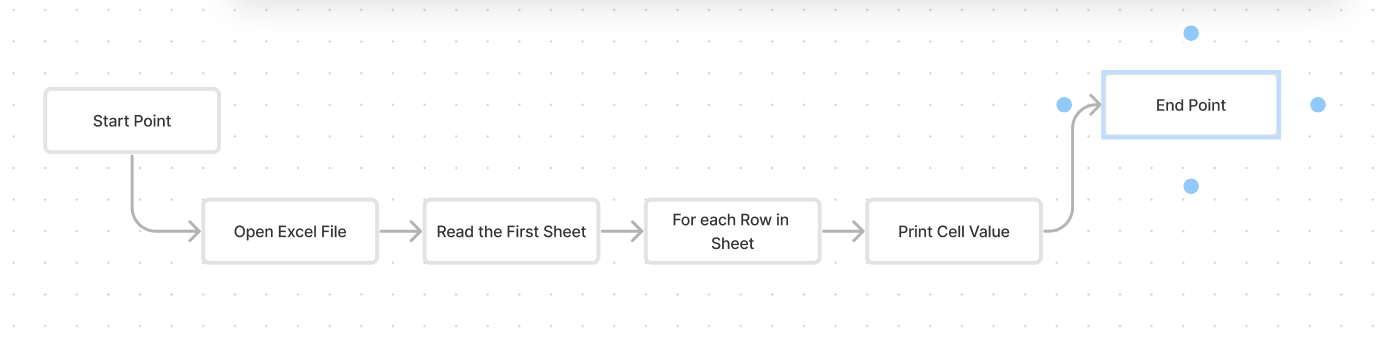 Start Point
End Point
Open Excel File
Read the First Sheet
For each Row in
Sheet
Print Cell Value